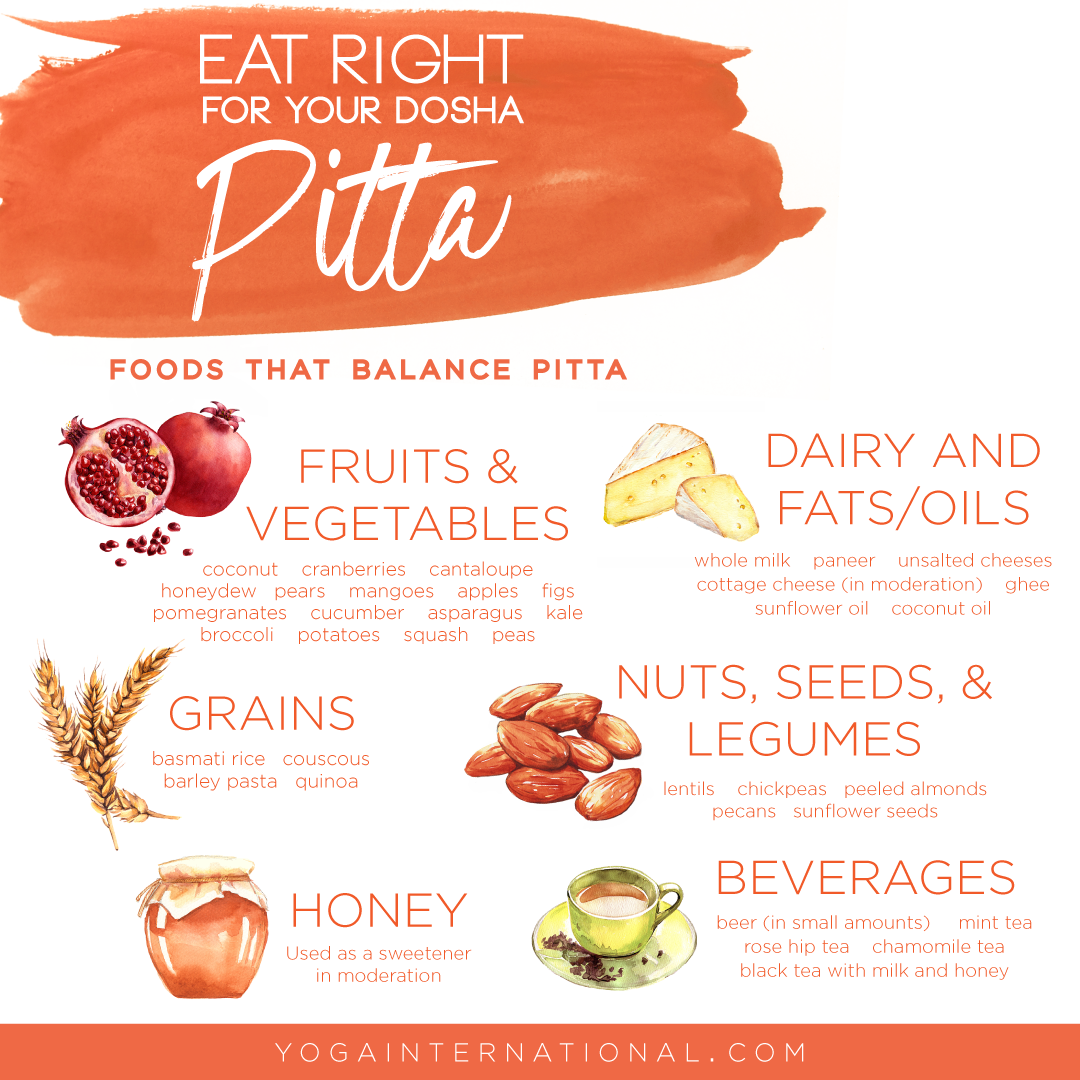 EAT RIGHT
FOR YOUR DOSHA
Pitta
FOODS THAT BALANCE PITTA
FRUITS &
VEGETABLES
coconut cranberries cantaloupe
honeydew pears mangoes apples figs
pomegranates cucumber asparagus kale
broccoli potatoes squash peas
DAIRY AND
FATS/OILS
whole milk paneer unsalted cheeses
cottage cheese (in moderation) ghee
sunflower oil coconut oil
GRAINS
basmati rice couscous
barley pasta quinoa
NUTS, SEEDS, &
LEGUMES
lentils chickpeas peeled almonds
pecans sunflower seeds
HONEY
Used as a sweetener
in moderation
BEVERAGES
beer (in small amounts) mint tea
rose hip tea chamomile tea
black tea with milk and honey
YOGAINTERNATIONAL.COM